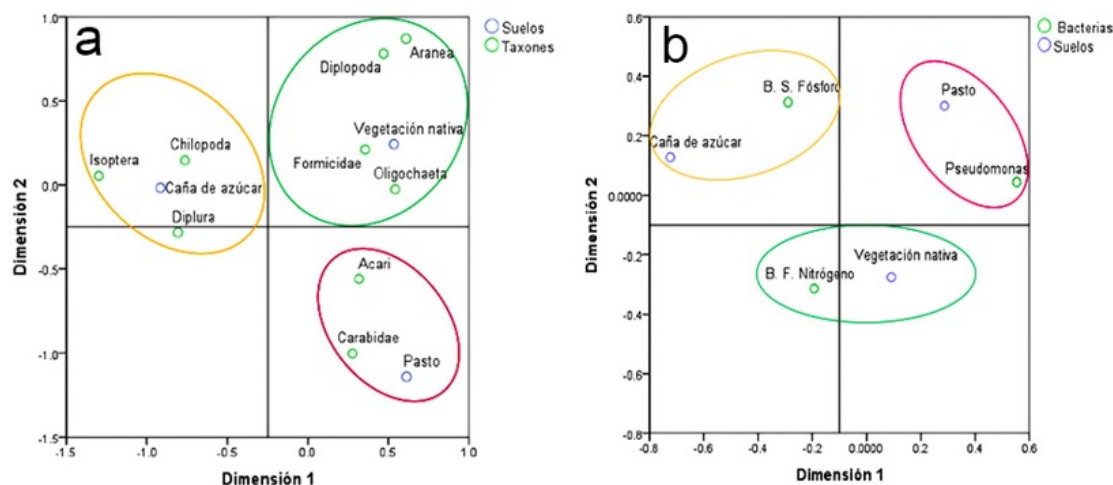 a
Suelos
Taxones
Dimensión 2
1.0
0.5
0.0
-0.5
-1.0
-1.5
Aranea
Diplopoda
Vegetación nativa
Formicidae
Oligochaeta
Chilopoda
Isoptera
Caña de azúcar
Diplura
Acari
Carabidae
Pasto
-1.5
-1.0
-0.5
0.0
0.5
1.0
Dimensión 1
b
Bacterias
Suelos
Dimensión 2
0.6
0.4
0.2
0.0000
-0.2
-0.4
-0.6
-0.8
B. S. Fósforo
Pasto
Caña de azúcar
Pseudomonas
Vegetación nativa
B. F. Nitrógeno
-0.8
-0.6
-0.4
-0.2
0.0000
0.2
0.4
0.6
Dimensión 1